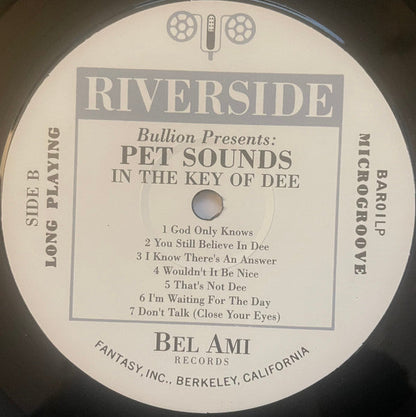 RIVERSIDE
Bullion Presents:
PET SOUNDS
IN THE KEY OF DEE
SIDE B
LONG PLAYING
BAR01LP
MICROGROOVE
1 God Only Knows
2 You Still Believe In Dee
3 I Know There's An Answer
4 Wouldn't It Be Nice
5 That's Not Dee
6 I'm Waiting For The Day
7 Don't Talk (Close Your Eyes)
BEL AMI
RECORDS
FANTASY, INC., BERKELEY, CALIFORNIA